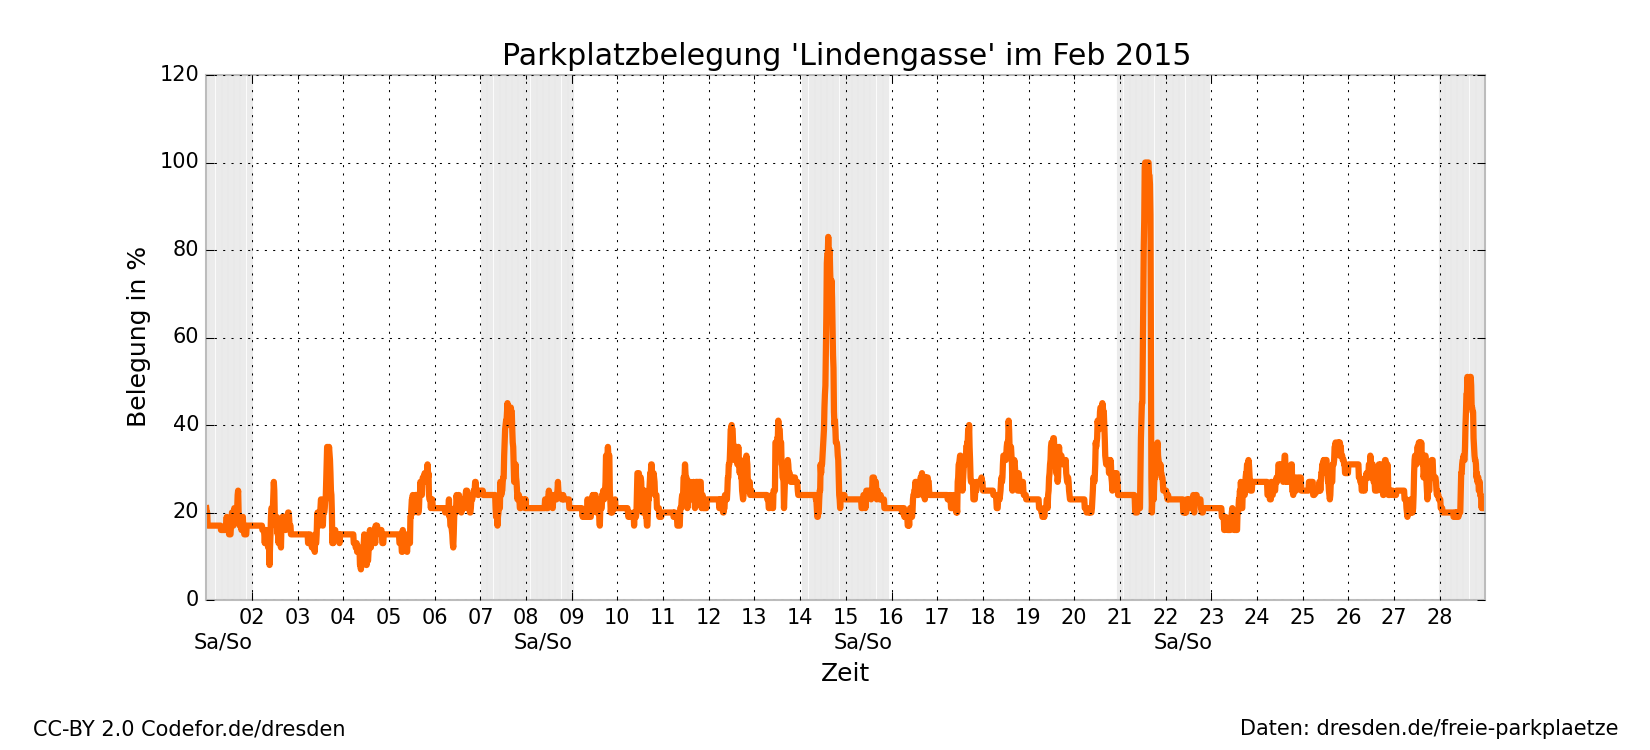 Parkplatzbelegung 'Lindengasse' im Feb 2015
120
100
80
60
40
20
0
Belegung in %
02 03 04 05 06 07 08 09 10 11 12 13 14 15 16 17 18 19 20 21 22 23 24 25 26 27 28
Sa/So Sa/So Sa/So Sa/So
Zeit
CC-BY 2.0 Codefor.de/dresden
Daten: dresden.de/freie-parkplaetze